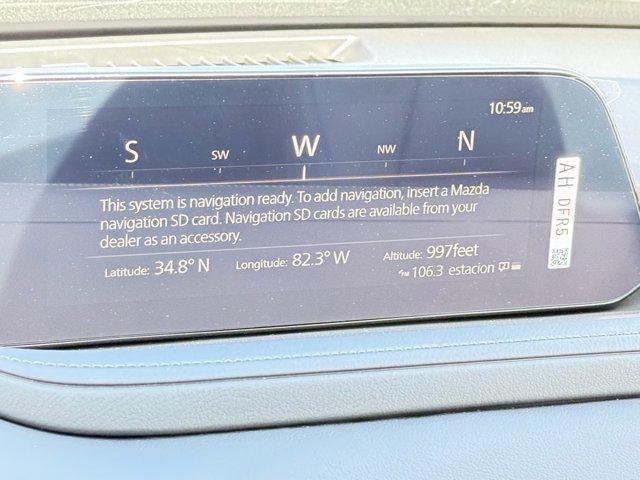 10:59am
S SW W NW N
This system is navigation ready. To add navigation, insert a Mazda
navigation SD card. Navigation SD cards are available from your
dealer as an accessory.
Latitude: 34.8° N Longitude: 82.3° W Altitude: 997feet
FM 106.3 estacion
AH DFR5